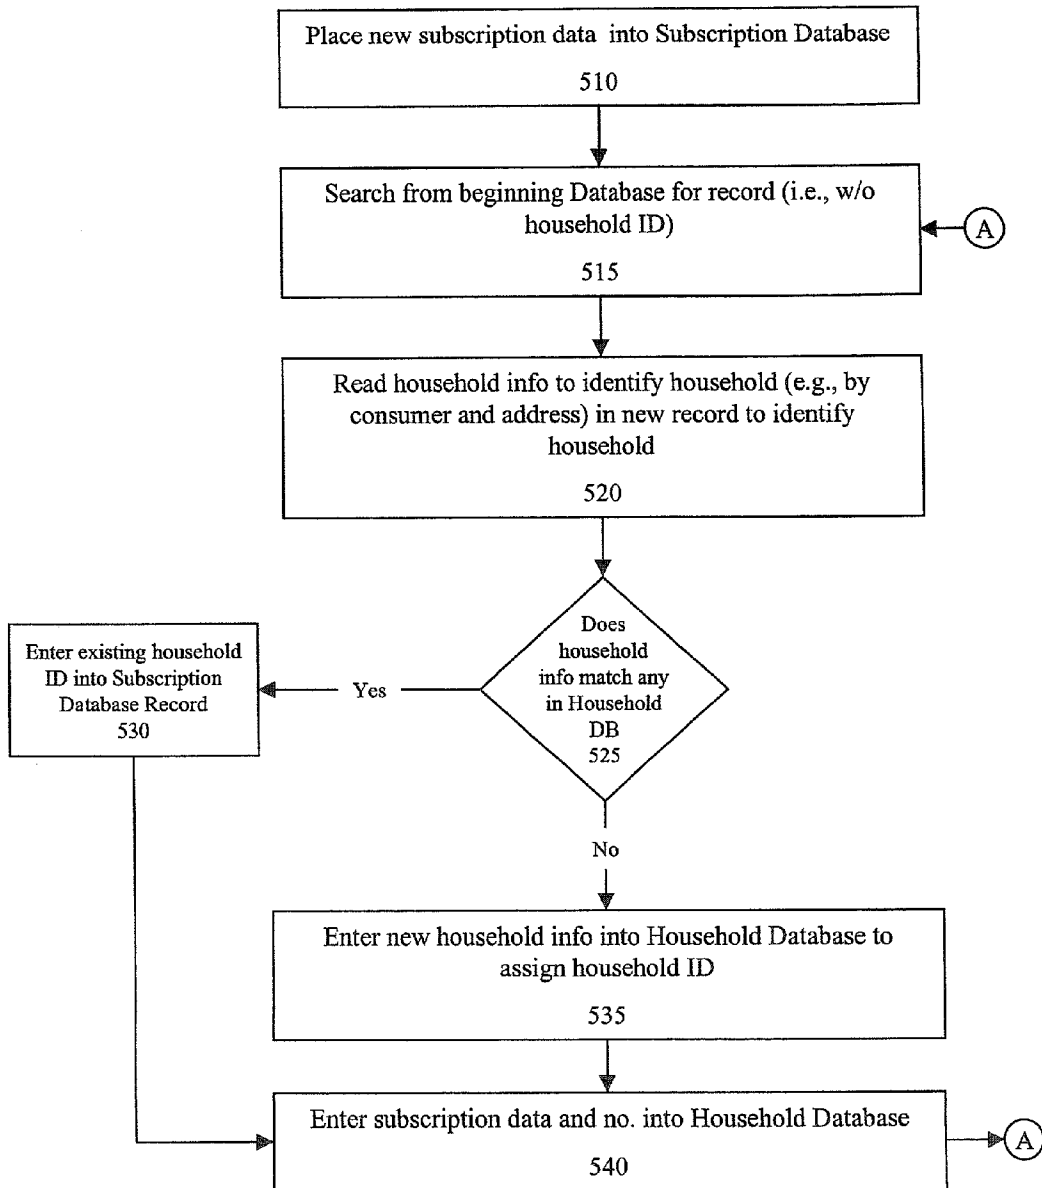 Place new subscription data into Subscription Database
510
Search from beginning Database for record (i.e., w/o
household ID)
515
A
Read household info to identify household (e.g., by
consumer and address) in new record to identify
household
520
Does
household
info match any
in Household
DB
525
Yes
Enter existing household
ID into Subscription
Database Record
530
No
Enter new household info into Household Database to
assign household ID
535
Enter subscription data and no. into Household Database
540
A